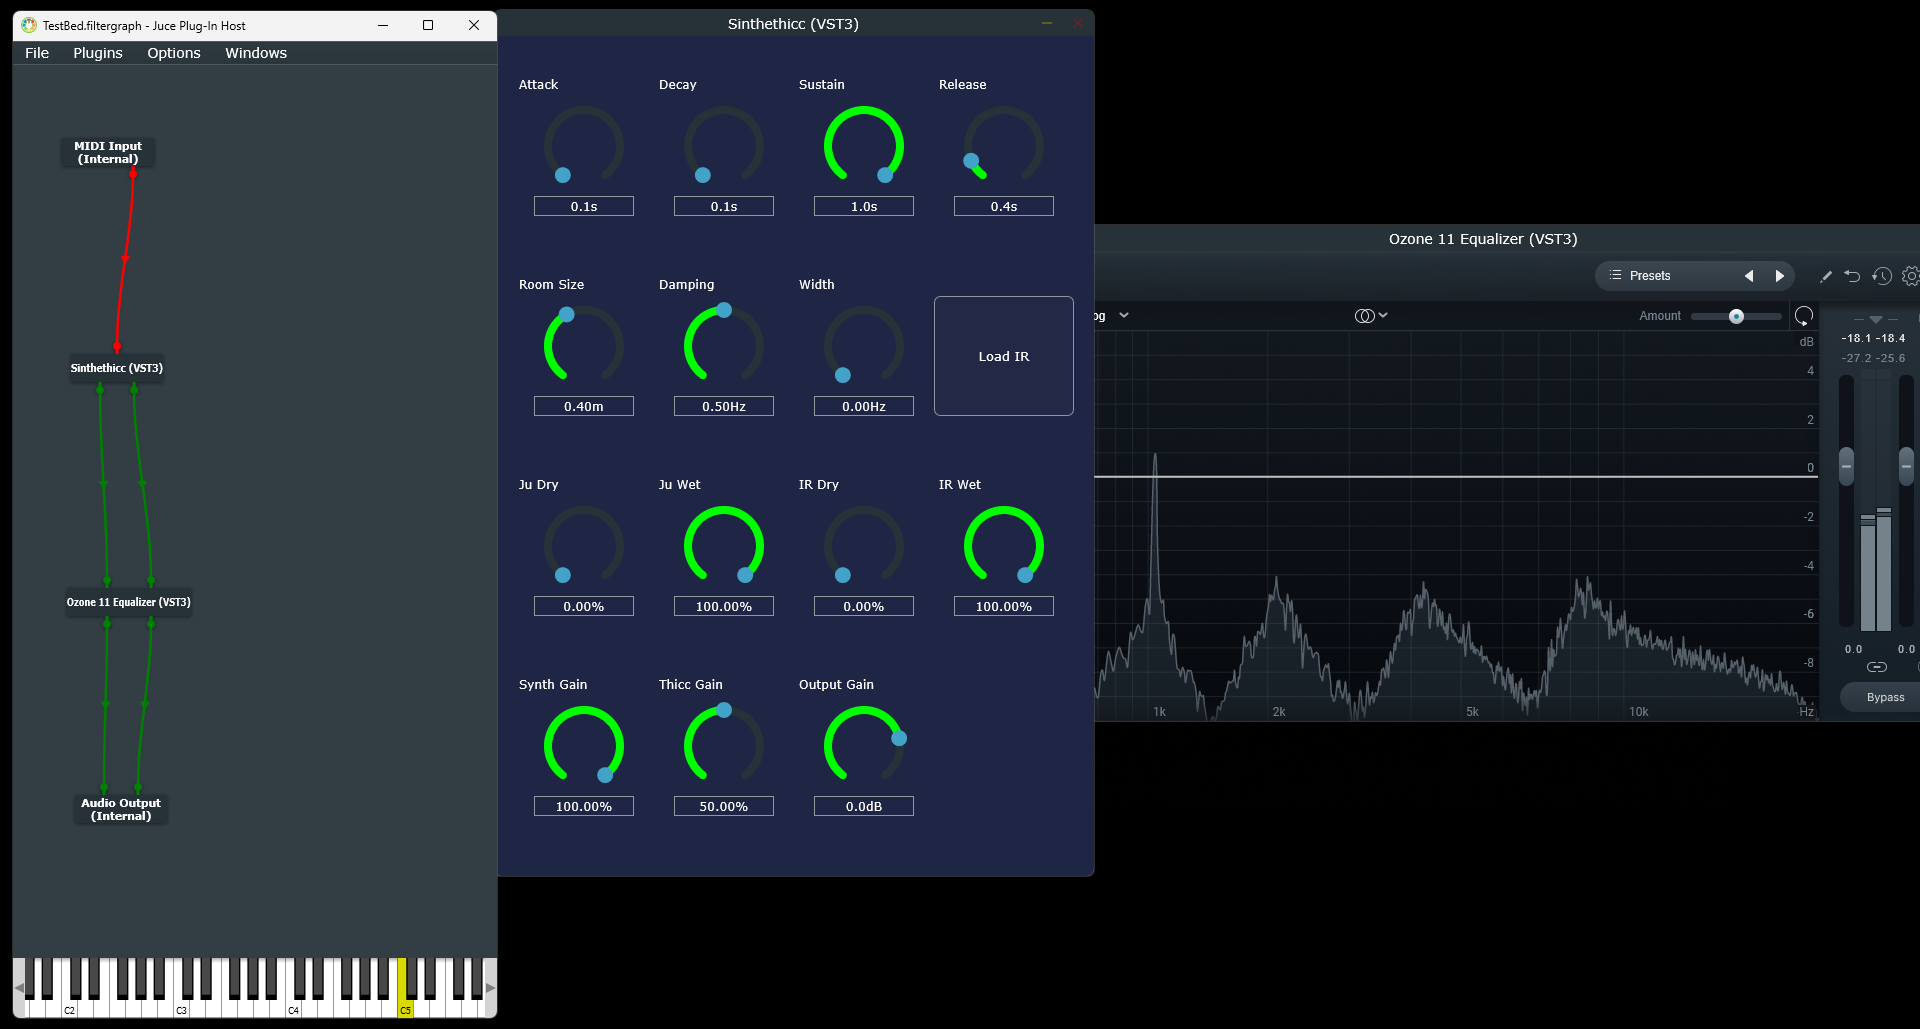 TestBed.filtergraph - Juce Plug-In Host
File Plugins Options Windows
MIDI Input
(Internal)
Sinthethicc (VST3)
Ozone 11 Equalizer (VST3)
Audio Output
(Internal)
C2 C3 C4 C5
Sinthethicc (VST3)
Attack Decay Sustain Release
0.1s 0.1s 1.0s 0.4s
Room Size Damping Width
Load IR
0.40m 0.50Hz 0.00Hz
Ju Dry Ju Wet IR Dry IR Wet
0.00% 100.00% 0.00% 100.00%
Synth Gain Thicc Gain Output Gain
100.00% 50.00% 0.0dB
Ozone 11 Equalizer (VST3)
Presets
og Amount
dB
4
2
0
-2
-4
-6
-8
1k 2k 5k 10k Hz
-18.1 -18.4
-27.2 -25.6
0.0 0.0
Bypass